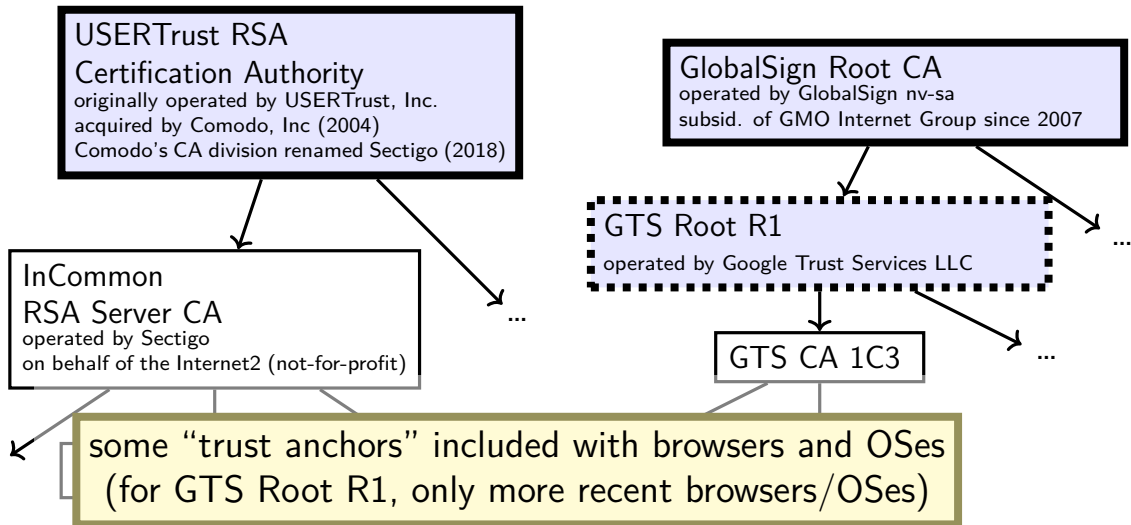 USERTrust RSA
Certification Authority
originally operated by USERTrust, Inc.
acquired by Comodo, Inc (2004)
Comodo's CA division renamed Sectigo (2018)
GlobalSign Root CA
operated by GlobalSign nv-sa
subsid. of GMO Internet Group since 2007
GTS Root R1
operated by Google Trust Services LLC
...
InCommon
RSA Server CA
operated by Sectigo
on behalf of the Internet2 (not-for-profit)
...
GTS CA 1C3
...
some “trust anchors” included with browsers and OSes
(for GTS Root R1, only more recent browsers/OSes)